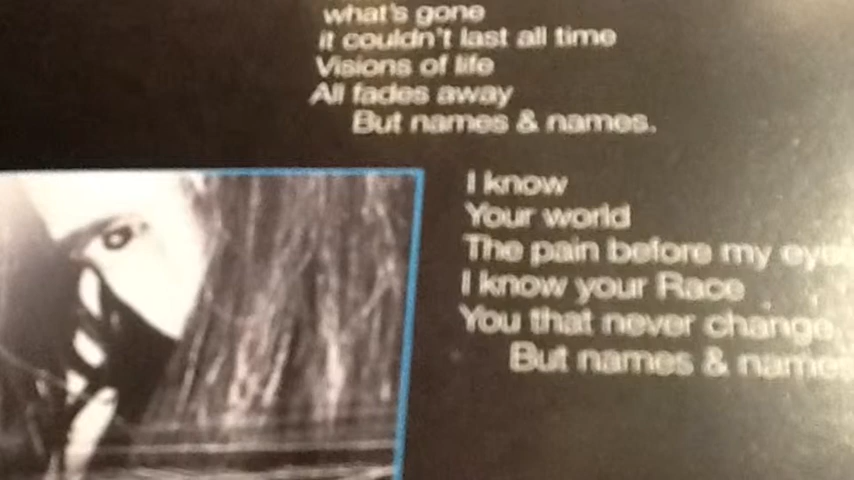 what's gone
it couldn't last all time
Visions of life
All fades away
But names & names.
I know
Your world
The pain before my
I know your Race
You that never change,
But names &